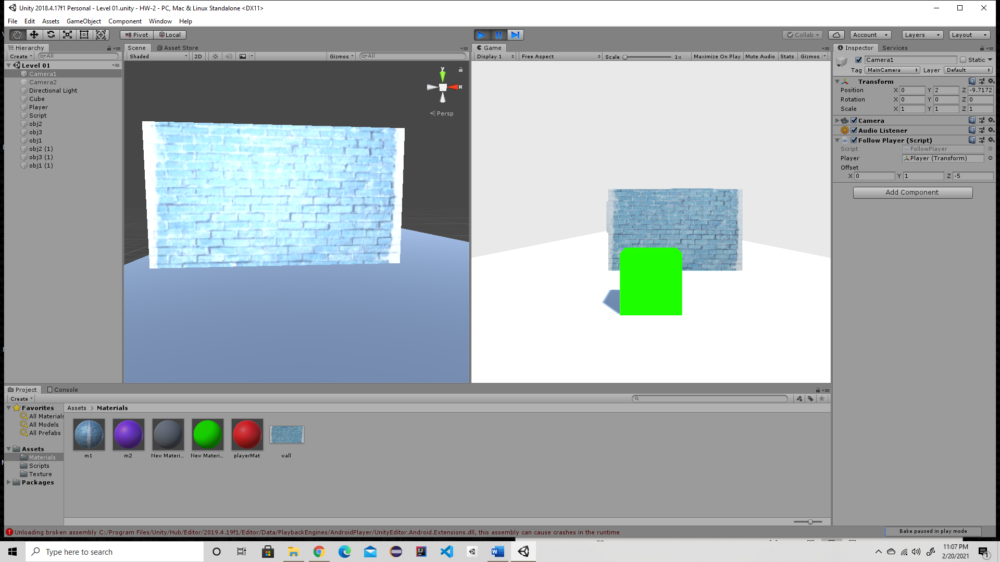 Unity 2018.4.17f1 Personal - Level 01.unity - HW-2 - PC, Mac & Linux Standalone <DX11>
File Edit Assets GameObject Component Window Help
Pivot Local Collab Account Layers Layout
Hierarchy Scene Asset Store Game Inspector Services
Create All Shaded 2D Gizmos All Display 1 Free Aspect Scale 1x Maximize On Play Mute Audio Stats Gizmos Camera1 Static
Level 01
Tag MainCamera Layer Default
Camera1
Camera2
Directional Light
Cube
Player
Script
obj2
obj3
obj1
obj2 (1)
obj3 (1)
obj1 (1)
y
x
Persp
Transform
Position X 0 Y 2 Z -9.7172
Rotation X 0 Y 0 Z 0
Scale X 1 Y 1 Z 1
Camera
Audio Listener
Follow Player (Script)
Script FollowPlayer
Player Player (Transform)
Offset
X 0 Y 1 Z -5
Add Component
Project Console
Create
Favorites
All Materials
All Models
All Prefabs
Assets
Materials
Scripts
Texture
Packages
Assets > Materials
m1 m2 New Materi... New Materi... playerMat wall
Unloading broken assembly C:/Program Files/Unity/Hub/Editor/2019.4.19f1/Editor/Data/PlaybackEngines/AndroidPlayer/UnityEditor.Android.Extensions.dll, this assembly can cause crashes in the runtime
Bake paused in play mode
Type here to search
11:07 PM
2/20/2021
1